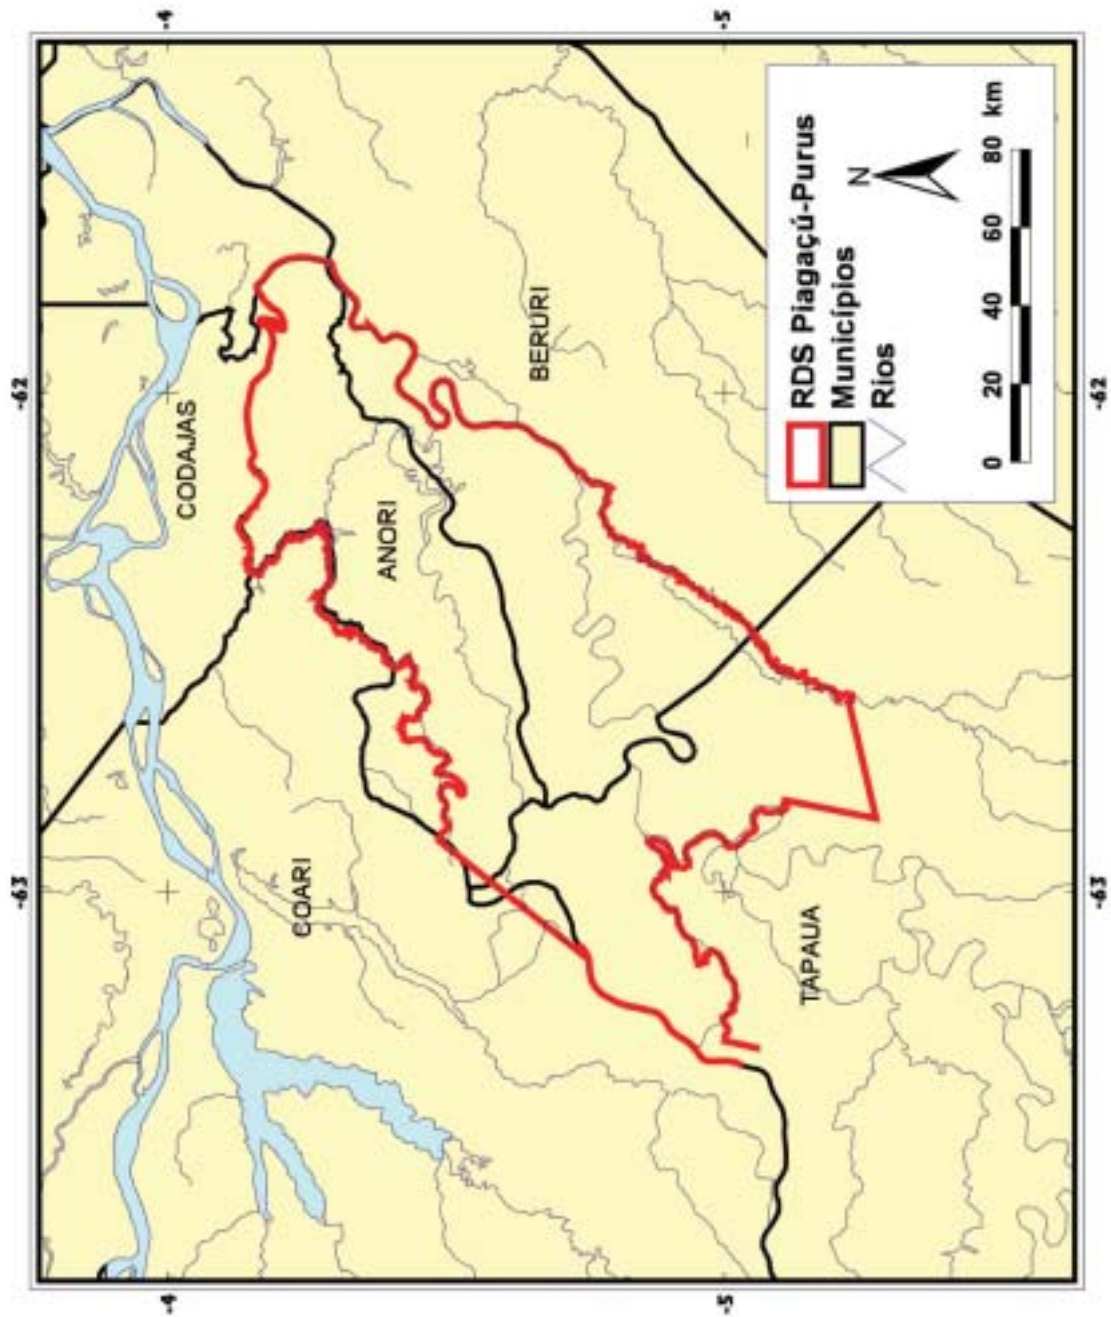 -62
-63
-4
-4
-5
-5
CODAJAS
ANORI
COARI
BERURI
TAPAUA
RDS Piagaçú-Purus
Municípios
Rios
N
0 20 40 60 80 km
-62
-63